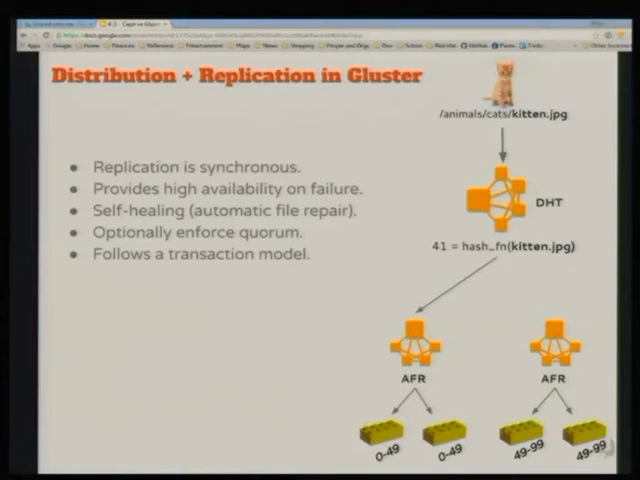 Distribution + Replication in Gluster
/animals/cats/kitten.jpg
● Replication is synchronous.
● Provides high availability on failure.
● Self-healing (automatic file repair).
● Optionally enforce quorum.
● Follows a transaction model.
DHT
41 = hash_fn(kitten.jpg)
AFR
AFR
0-49
0-49
49-99
49-99